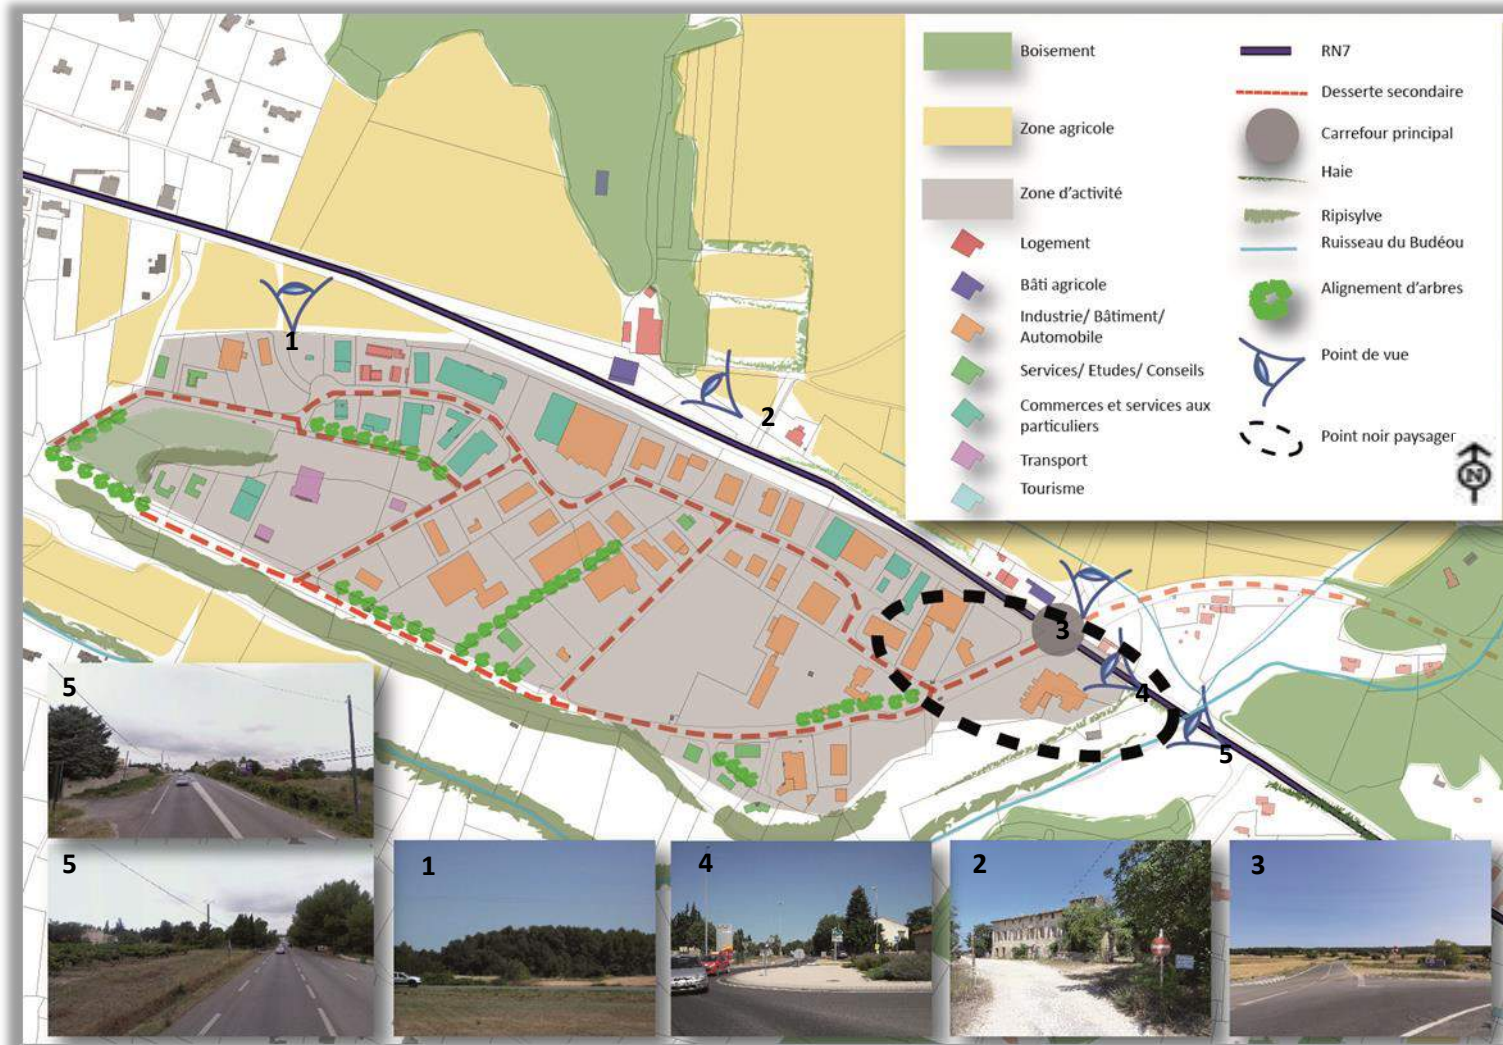 Boisement
Zone agricole
Zone d'activité
Logement
Bâti agricole
Industrie/ Bâtiment/
Automobile
Services/ Etudes/ Conseils
Commerces et services aux
particuliers
Transport
Tourisme
RN7
Desserte secondaire
Carrefour principal
Haie
Ripisylve
Ruisseau du Budéou
Alignement d'arbres
Point de vue
Point noir paysager
N
1
2
3
4
5
5
5
1
4
2
3